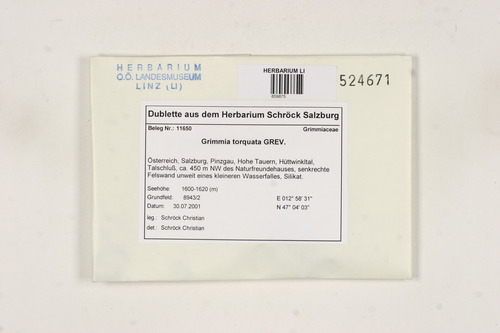 HERBARIUM
O.Ö. LANDESMUSEUM
LINZ (LI)
HERBARIUM LI
524671
Dublette aus dem Herbarium Schröck Salzburg
Beleg Nr.: 11650 Grimmiaceae
Grimmia torquata GREV.
Österreich, Salzburg, Pinzgau, Hohe Tauern, Hüttwinkltal,
Talschluß, ca. 450 m NW des Naturfreundehauses, senkrechte
Felswand unweit eines kleineren Wasserfalles, Silikat.
Seehöhe: 1600-1620 (m)
Grundfeld: 8943/2 E 012° 58' 31"
Datum: 30.07.2001 N 47° 04' 03"
leg.: Schröck Christian
det.: Schröck Christian